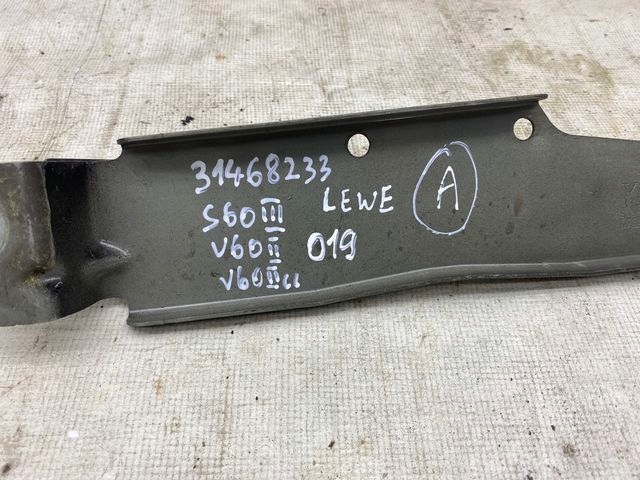 31468233
S60 III LEWE A
V60 II 019
V60 II CC